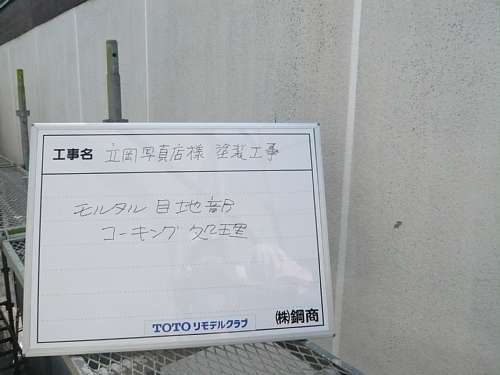 工事名 立岡写真店様 塗装工事
モルタル目地部
コーキング処理
TOTOリモデルクラブ
㈱鋼商